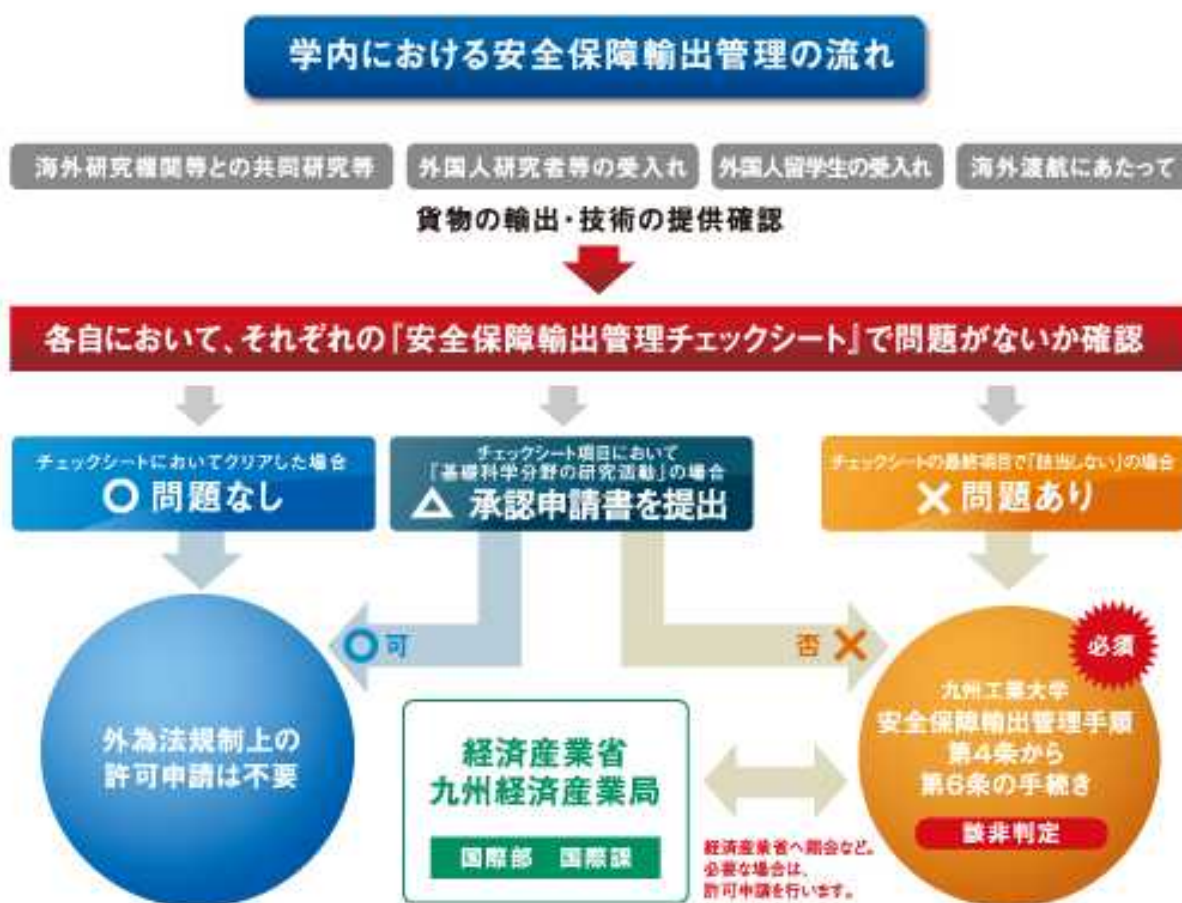 学内における安全保障輸出管理の流れ
海外研究機関等との共同研究等
外国人研究者等の受入れ
外国人留学生の受入れ
海外渡航にあたって
貨物の輸出・技術の提供確認
各自において、それぞれの『安全保障輸出管理チェックシート』で問題がないか確認
チェックシートにおいてクリアした場合
○ 問題なし
チェックシート項目において
『基礎科学分野の研究活動』の場合
△ 承認申請書を提出
チェックシートの最終項目で「該当しない」の場合
× 問題あり
○可
否×
外為法規制上の
許可申請は不要
経済産業省
九州経済産業局
国際部 国際課
必須
九州工業大学
安全保障輸出管理手順
第4条から
第6条の手続き
該非判定
経済産業省へ照会など。
必要な場合は、
許可申請を行います。